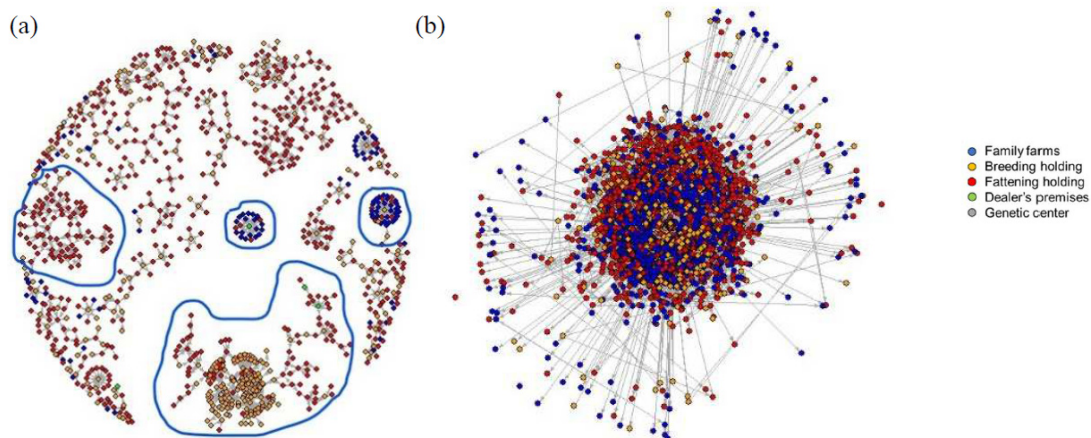 (a)
(b)
Family farms
Breeding holding
Fattening holding
Dealer's premises
Genetic center